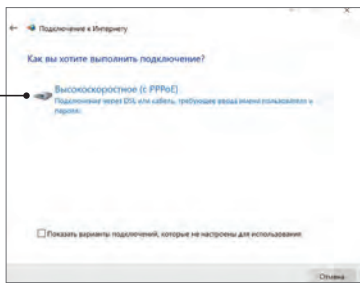 Подключение к Интернету
Как вы хотите выполнить подключение?
Высокоскоростное (с PPPoE)
Подключение через DSL или кабель, требующее ввода имени пользователя и
пароля.
Показать варианты подключений, которые не настроены для использования
Отмена